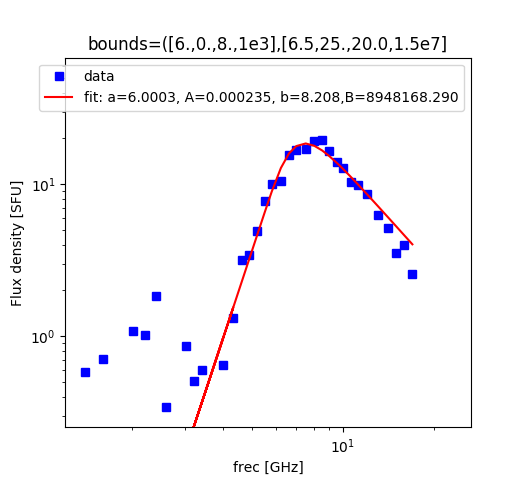 bounds=([6.,0.,8.,1e3],[6.5,25.,20.0,1.5e7]
data
fit: a=6.0003, A=0.000235, b=8.208,B=8948168.290
Flux density [SFU]
10¹
10⁰
10¹
frec [GHz]